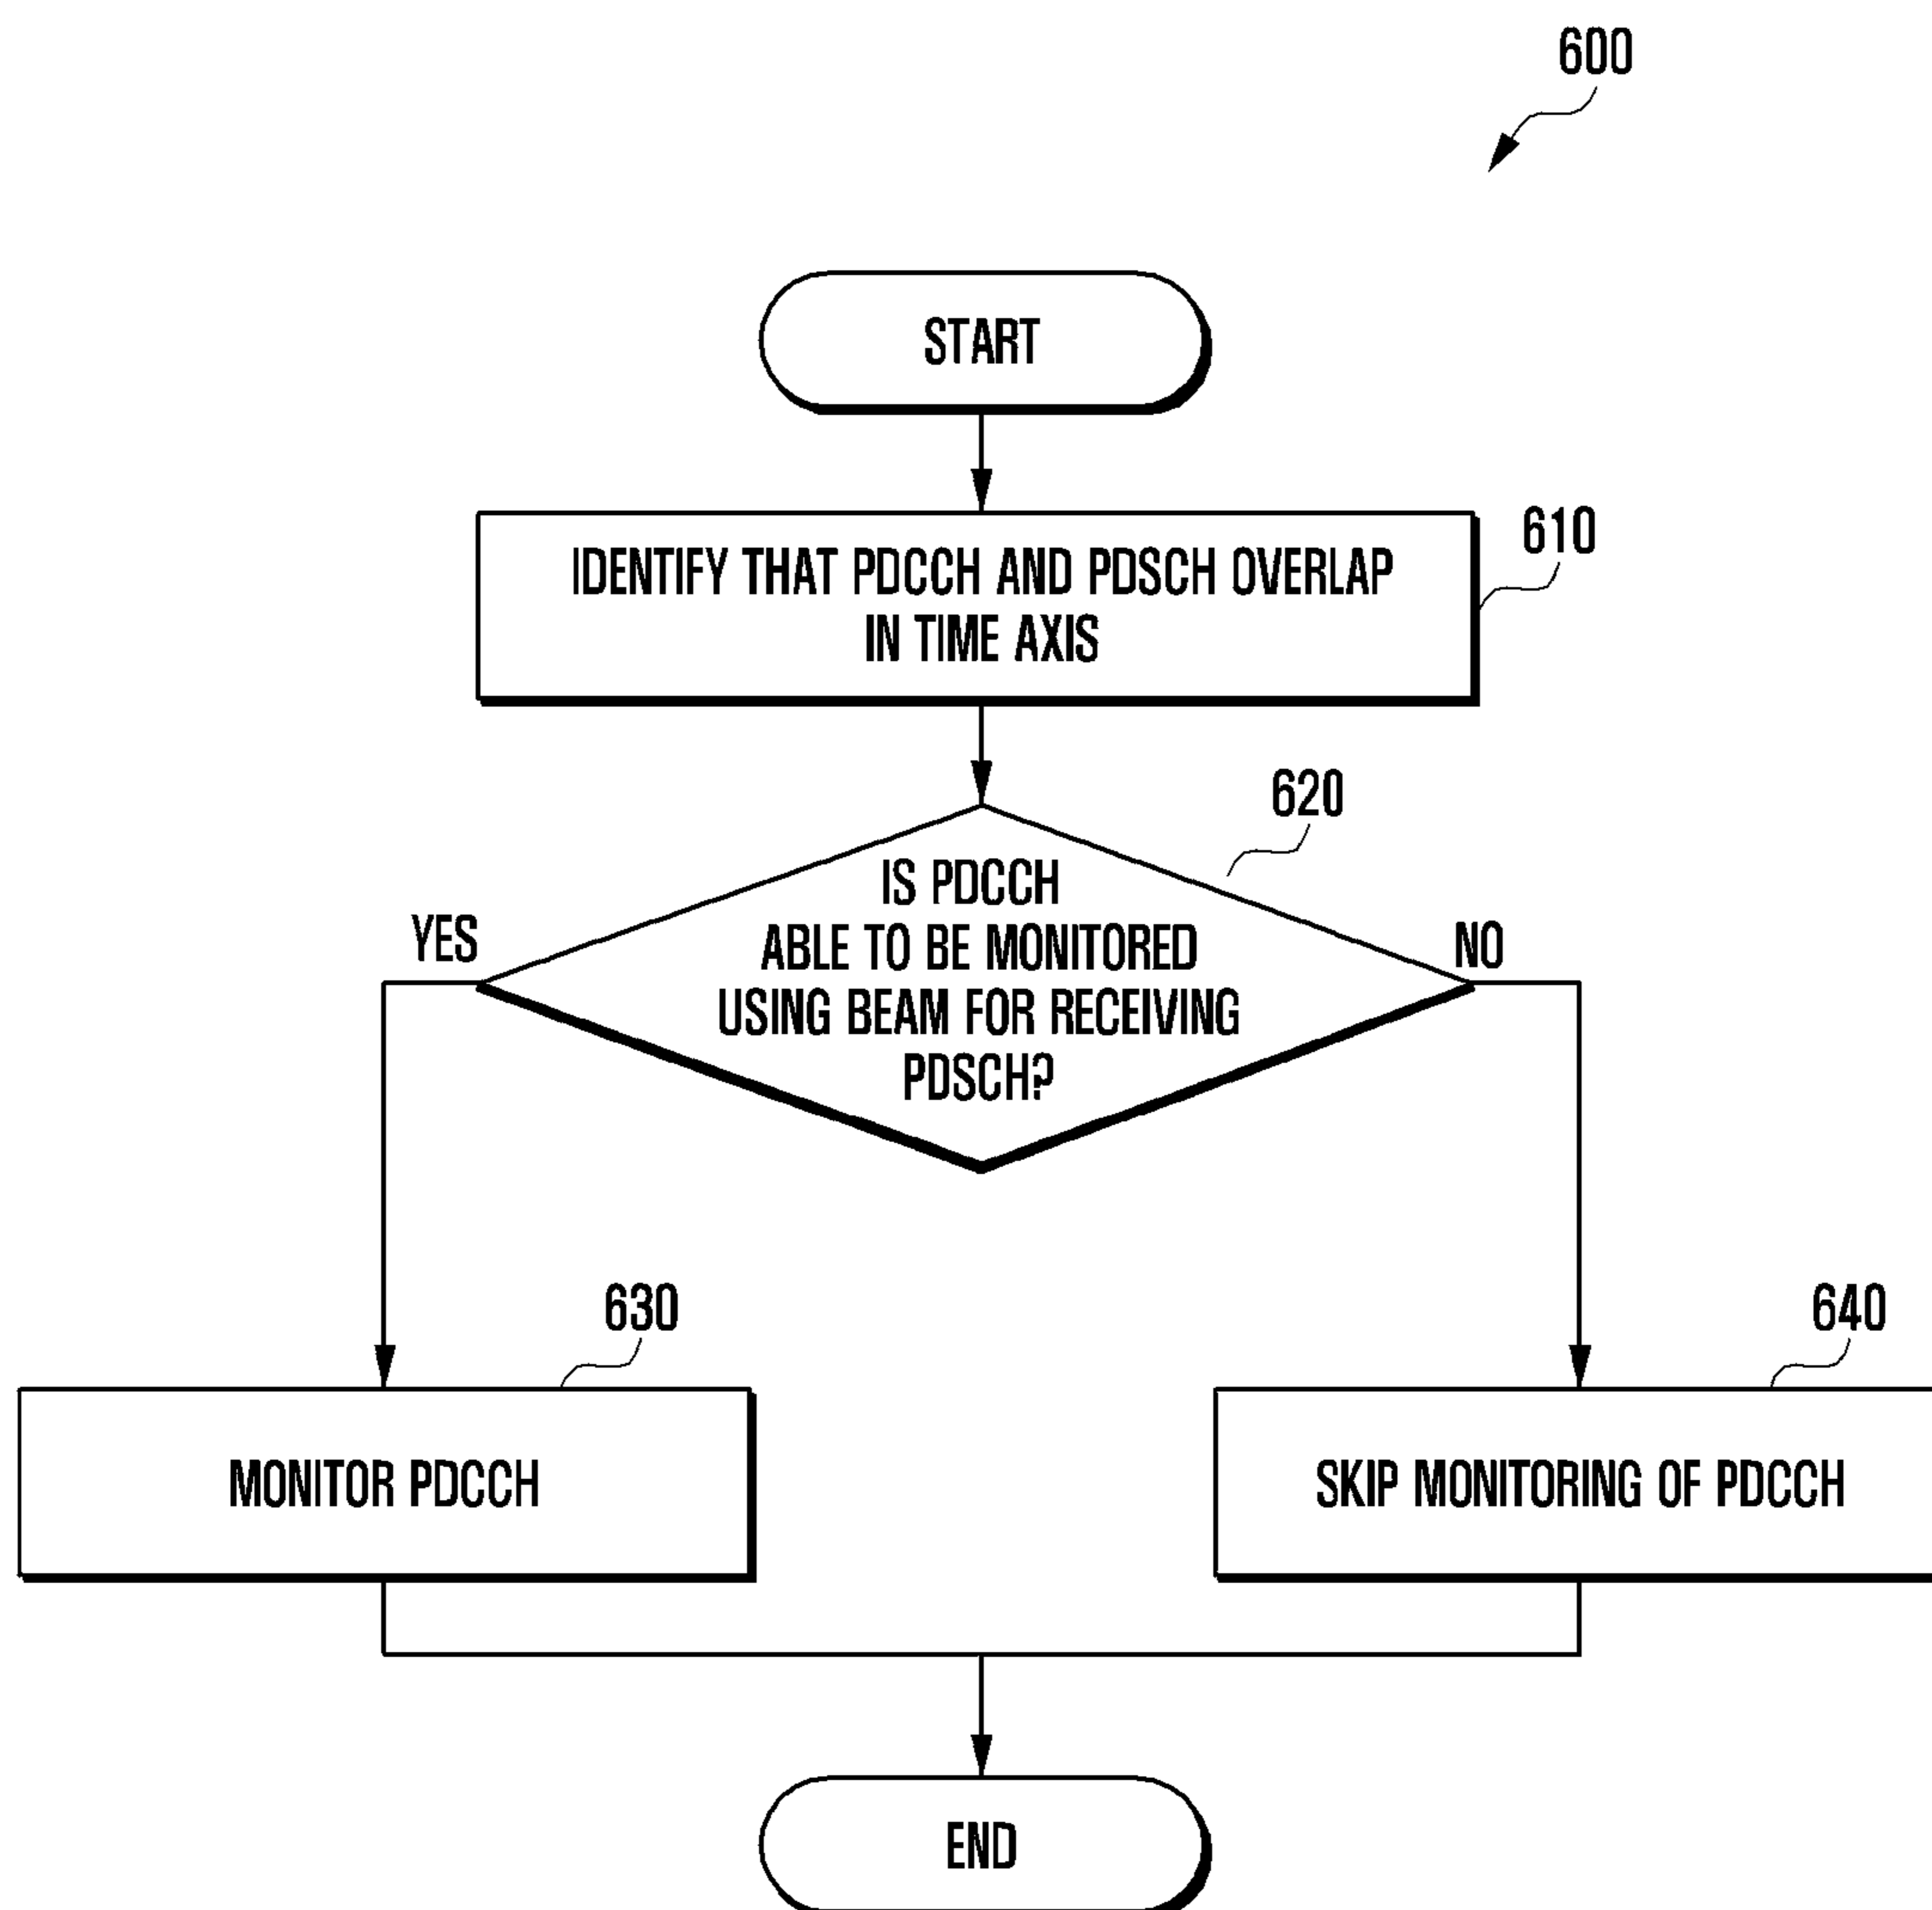 600
START
610
IDENTIFY THAT PDCCH AND PDSCH OVERLAP
IN TIME AXIS
620
IS PDCCH
ABLE TO BE MONITORED
USING BEAM FOR RECEIVING
PDSCH?
YES
NO
630
MONITOR PDCCH
640
SKIP MONITORING OF PDCCH
END